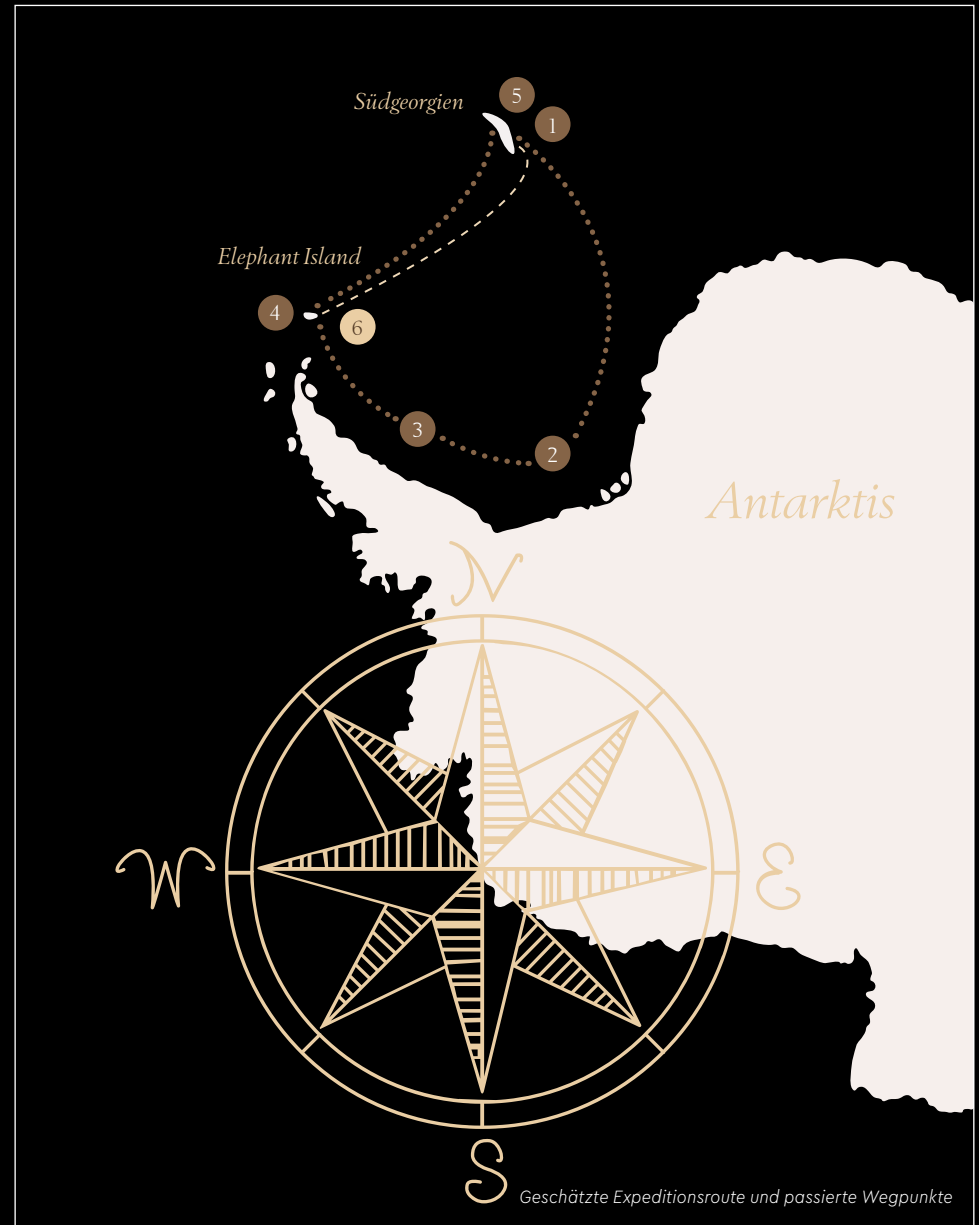 5
Südgeorgien
1
Elephant Island
4
6
3
2
Antarktis
N
W
E
S
Geschätzte Expeditionsroute und passierte Wegpunkte